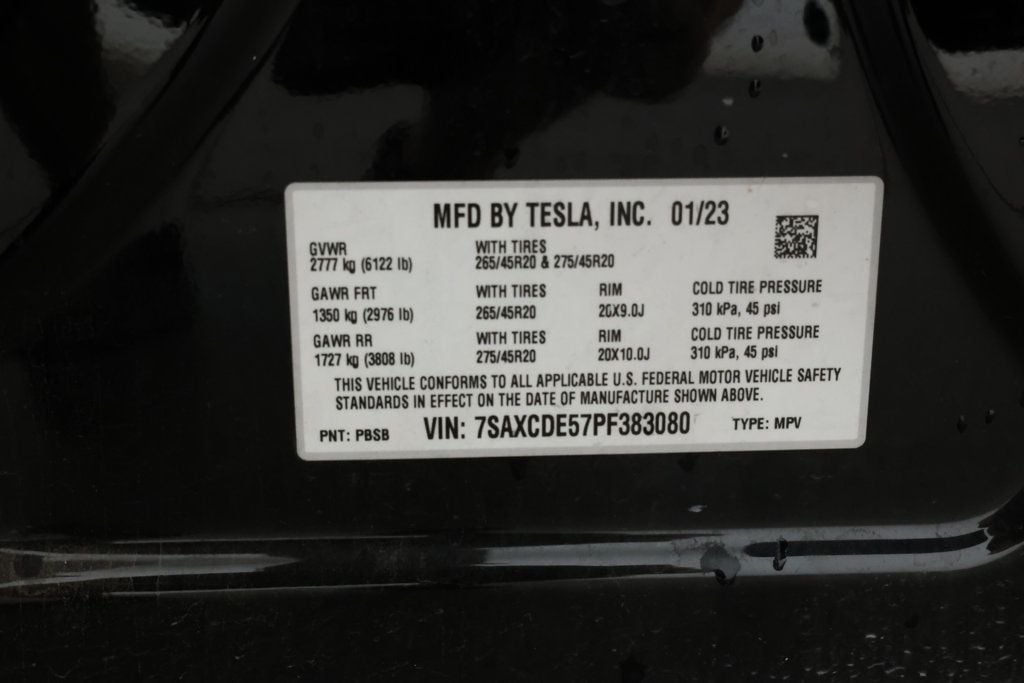 MFD BY TESLA, INC. 01/23
GVWR WITH TIRES
2777 kg (6122 lb) 265/45R20 & 275/45R20
GAWR FRT WITH TIRES RIM COLD TIRE PRESSURE
1350 kg (2976 lb) 265/45R20 20X9.0J 310 kPa, 45 psi
GAWR RR WITH TIRES RIM COLD TIRE PRESSURE
1727 kg (3808 lb) 275/45R20 20X10.0J 310 kPa, 45 psi
THIS VEHICLE CONFORMS TO ALL APPLICABLE U.S. FEDERAL MOTOR VEHICLE SAFETY
STANDARDS IN EFFECT ON THE DATE OF MANUFACTURE SHOWN ABOVE.
PNT: PBSB VIN: 7SAXCDE57PF383080 TYPE: MPV